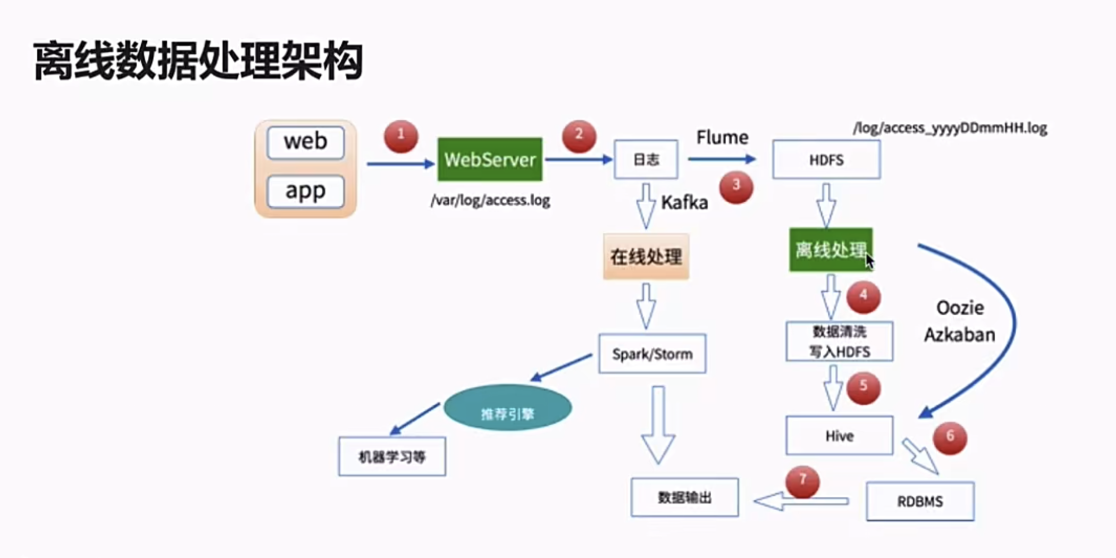 离线数据处理架构
/log/access_yyyyDDmmHH.log
web
app
1
WebServer
/var/log/access.log
2
日志
Flume
3
HDFS
Kafka
在线处理
离线处理
4
Oozie
Azkaban
数据清洗
写入HDFS
Spark/Storm
5
推荐引擎
Hive
6
机器学习等
7
数据输出
RDBMS